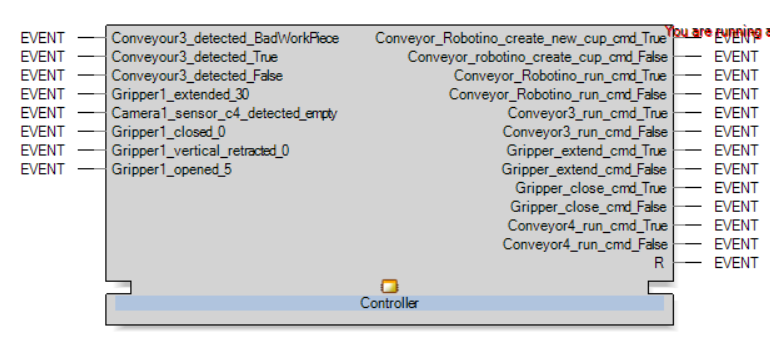 You are running a
EVENT Conveyour3_detected_BadWorkPiece Conveyor_Robotino_create_new_cup_cmd_True EVENT
EVENT Conveyour3_detected_True Conveyor_robotino_create_cup_cmd_False EVENT
EVENT Conveyour3_detected_False Conveyor_Robotino_run_cmd_True EVENT
EVENT Gripper1_extended_30 Conveyor_Robotino_run_cmd_False EVENT
EVENT Camera1_sensor_c4_detected_empty Conveyor3_run_cmd_True EVENT
EVENT Gripper1_closed_0 Conveyor3_run_cmd_False EVENT
EVENT Gripper1_vertical_retracted_0 Gripper_extend_cmd_True EVENT
EVENT Gripper1_opened_5 Gripper_extend_cmd_False EVENT
Gripper_close_cmd_True EVENT
Gripper_close_cmd_False EVENT
Conveyor4_run_cmd_True EVENT
Conveyor4_run_cmd_False EVENT
R EVENT
Controller